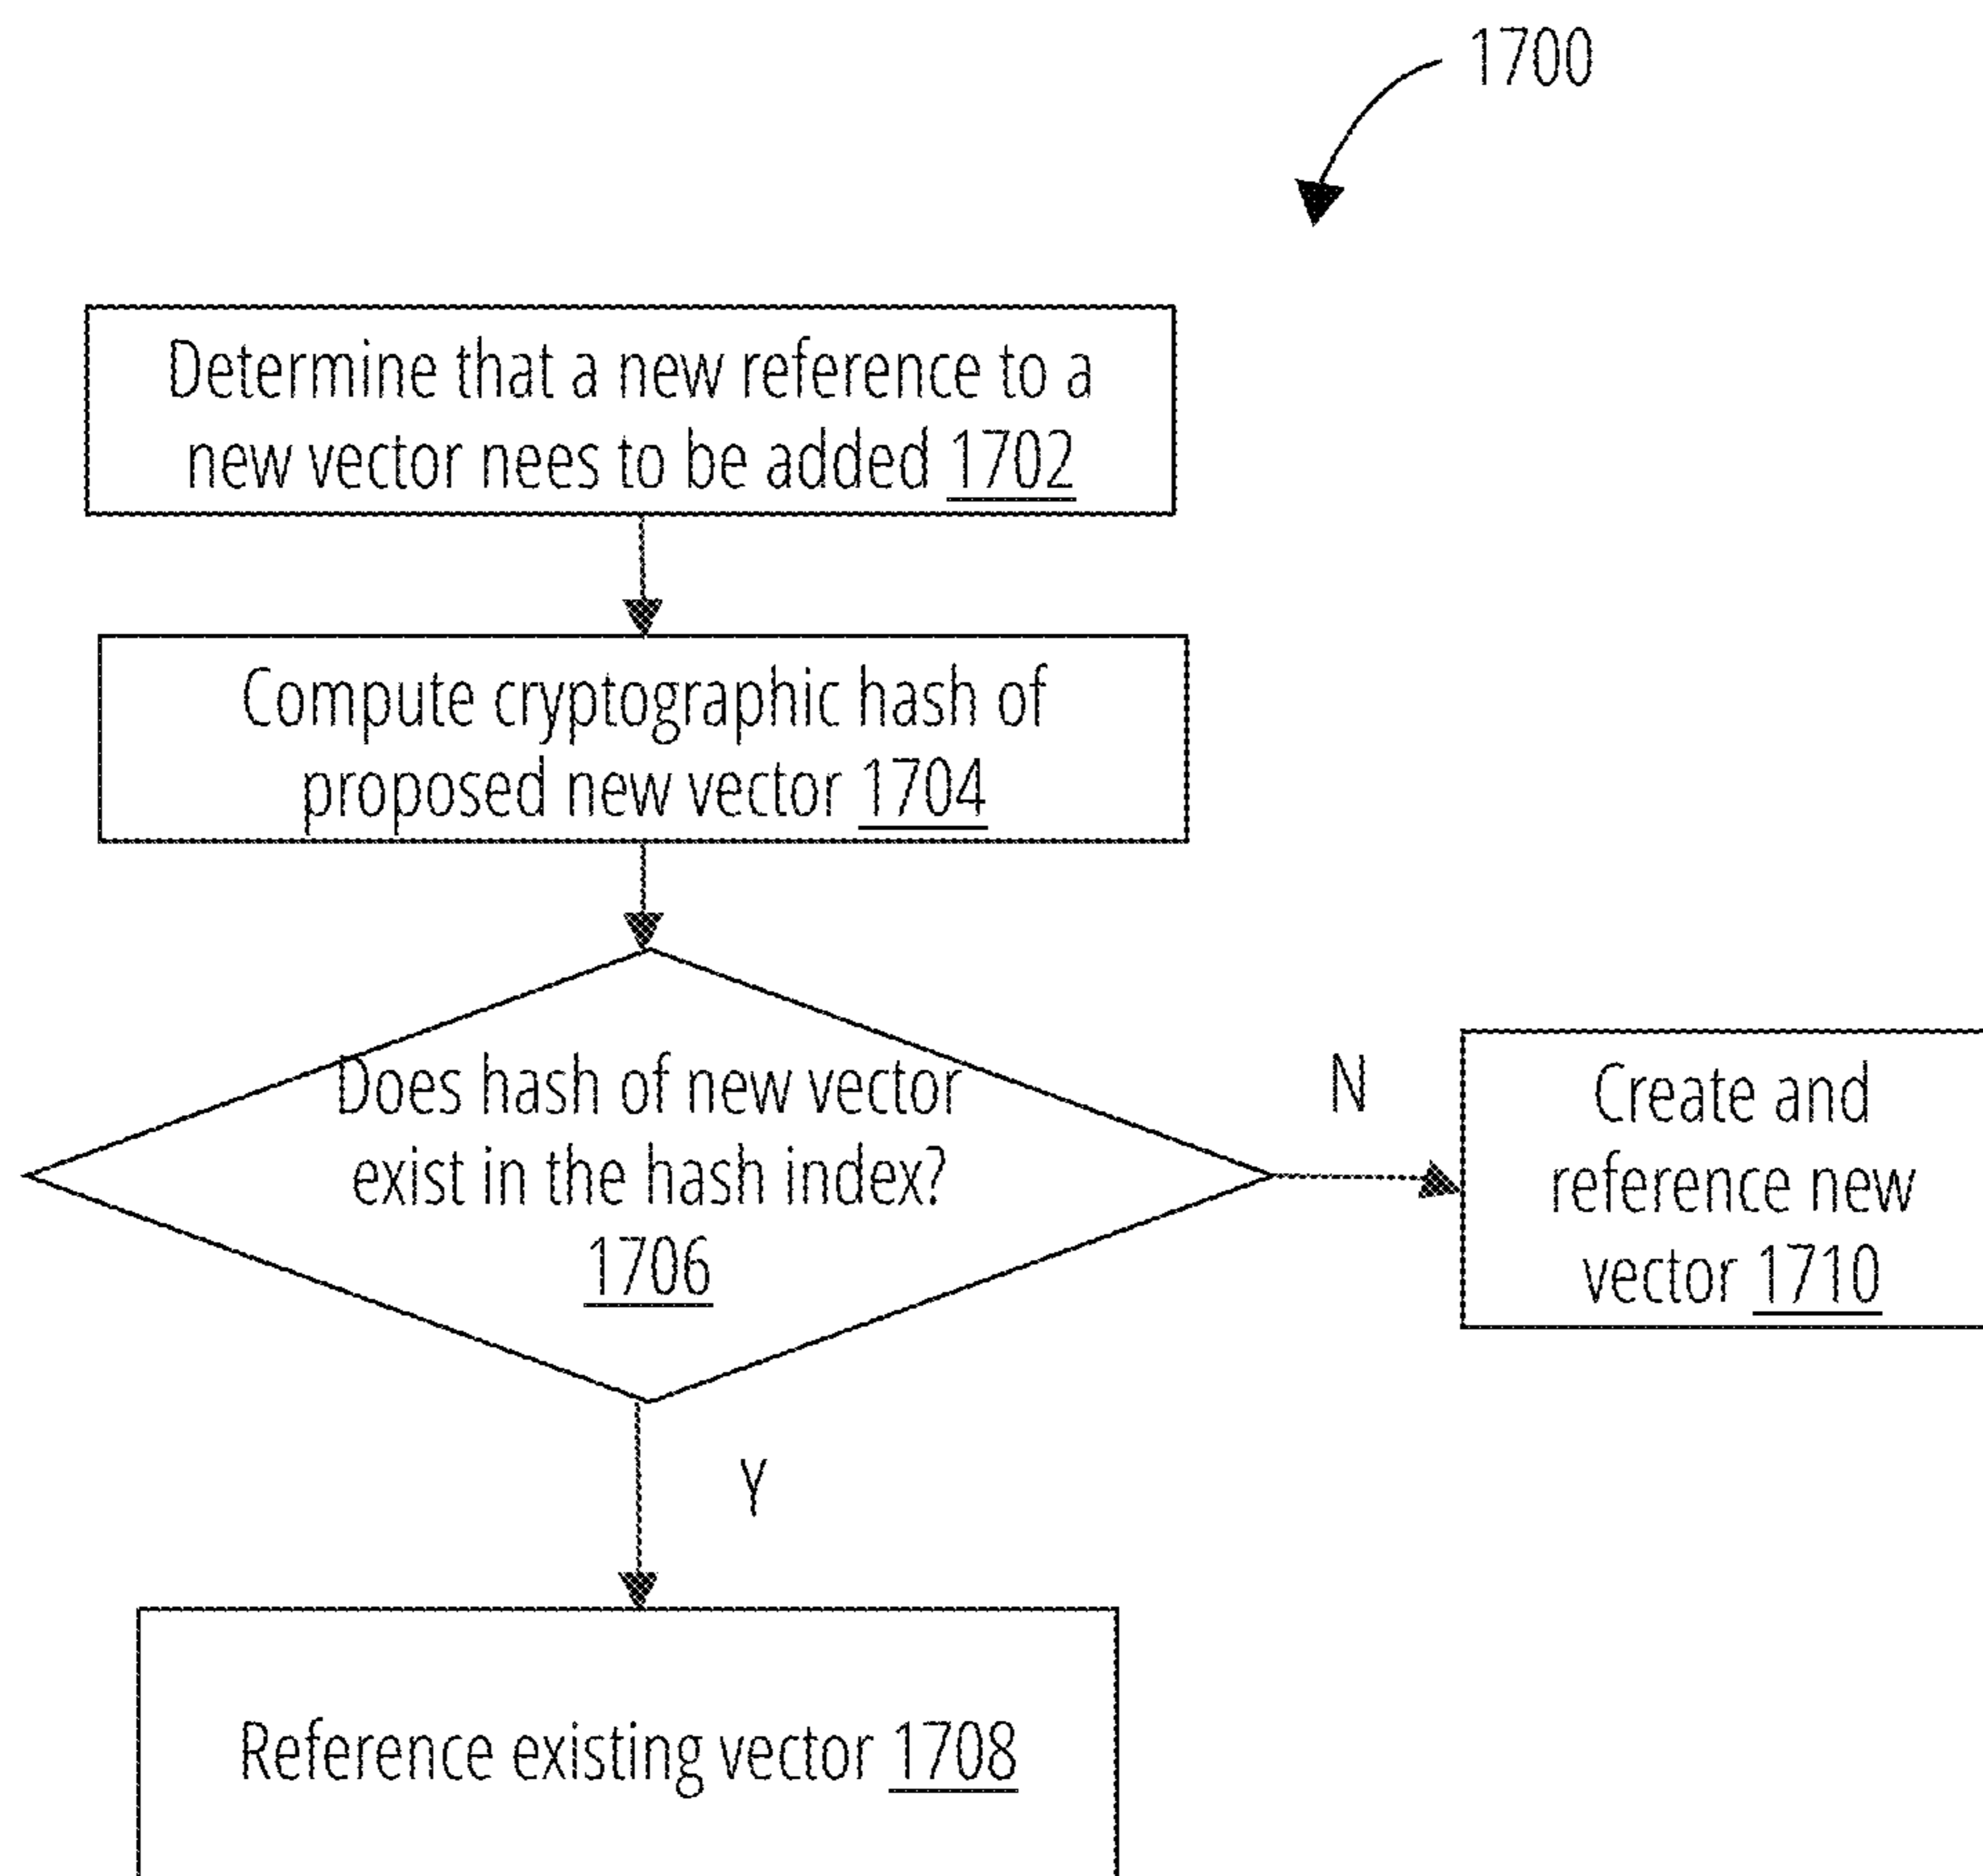 1700
Determine that a new reference to a
new vector nees to be added 1702
Compute cryptographic hash of
proposed new vector 1704
Does hash of new vector
exist in the hash index?
1706
N
Create and
reference new
vector 1710
Y
Reference existing vector 1708